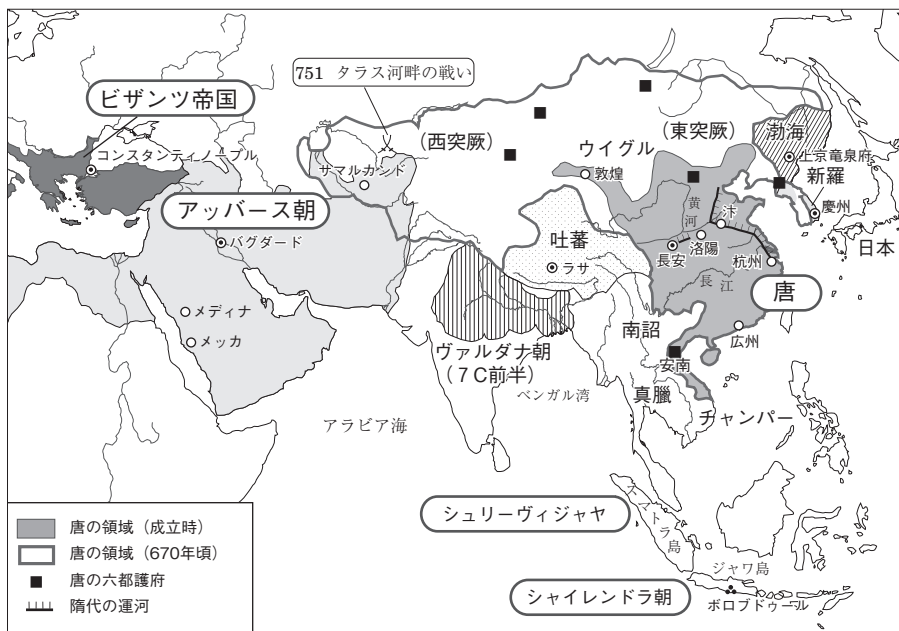 751 タラス河畔の戦い
ビザンツ帝国
コンスタンティノープル
(西突厥)
(東突厥)
渤海
上京竜泉府
ウイグル
敦煌
新羅
慶州
サマルカンド
アッバース朝
バグダード
黄河
汴
日本
吐蕃
ラサ
長安
洛陽
杭州
長江
唐
メディナ
メッカ
南詔
広州
ヴァルダナ朝
(7C前半)
安南
ベンガル湾
真臘
チャンパー
アラビア海
シュリーヴィジャヤ
スマトラ島
ジャワ島
シャイレンドラ朝
ボロブドゥール
唐の領域(成立時)
唐の領域(670年頃)
唐の六都護府
隋代の運河